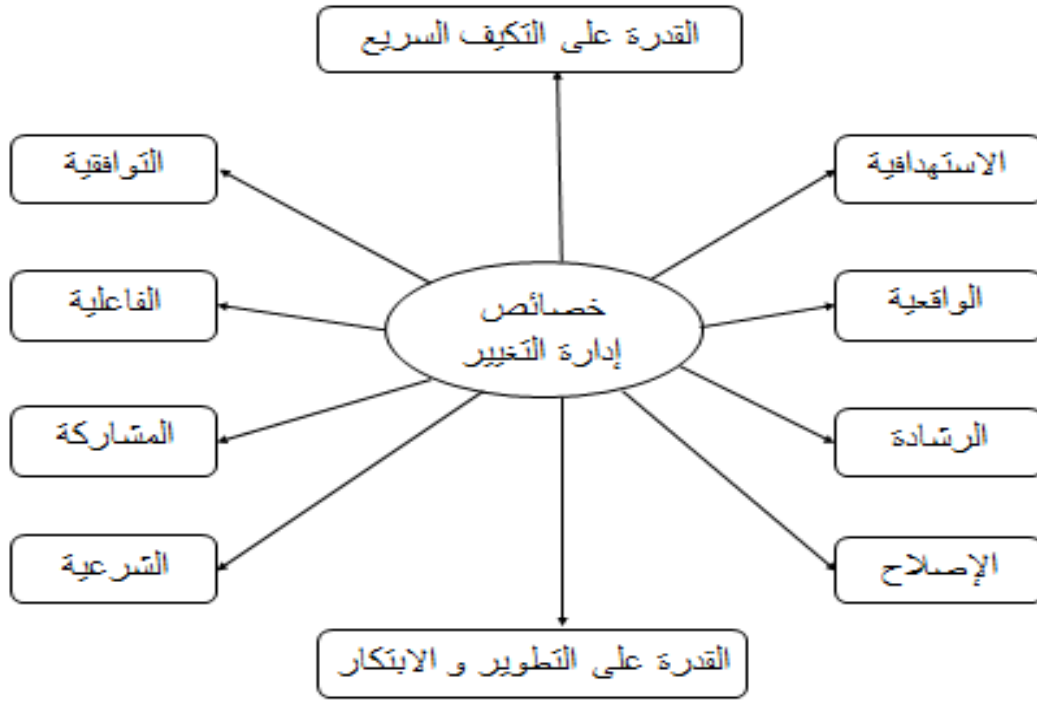 القدرة على التكيف السريع
الاستهدافية
التوافقية
الواقعية
الفاعلية
خصائص
إدارة التغيير
الرشادة
المشاركة
الإصلاح
الشرعية
القدرة على التطوير و الابتكار